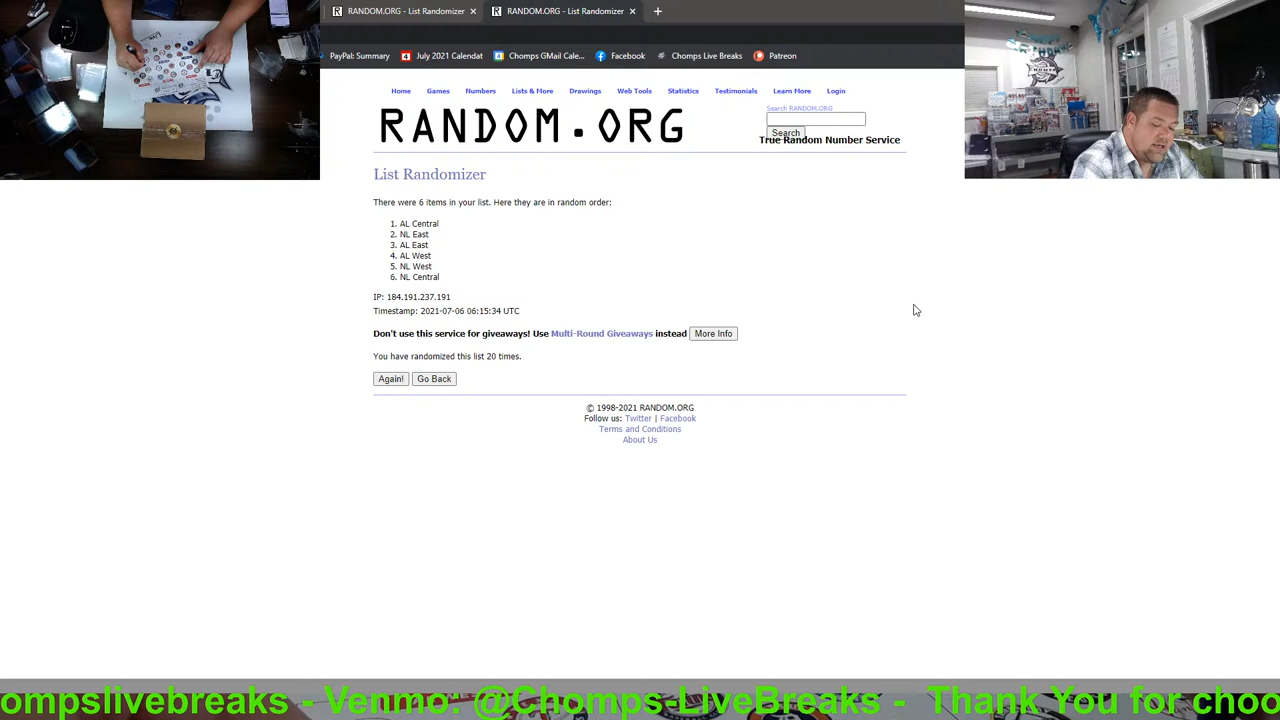 RANDOM.ORG - List Randomizer
RANDOM.ORG - List Randomizer
PayPal: Summary
July 2021 Calendat
Chomps GMail Cale...
Facebook
Chomps Live Breaks
Patreon
Home Games Numbers Lists & More Drawings Web Tools Statistics Testimonials Learn More Login
Search RANDOM.ORG
RANDOM.ORG
Search
True Random Number Service
List Randomizer
There were 6 items in your list. Here they are in random order:
1. AL Central
2. NL East
3. AL East
4. AL West
5. NL West
6. NL Central
IP: 184.191.237.191
Timestamp: 2021-07-06 06:15:34 UTC
Don't use this service for giveaways! Use Multi-Round Giveaways instead More Info
You have randomized this list 20 times.
Again! Go Back
© 1998-2021 RANDOM.ORG
Follow us: Twitter | Facebook
Terms and Conditions
About Us
ompslivebreaks - Venmo: @Chomps-LiveBreaks - Thank You for choo